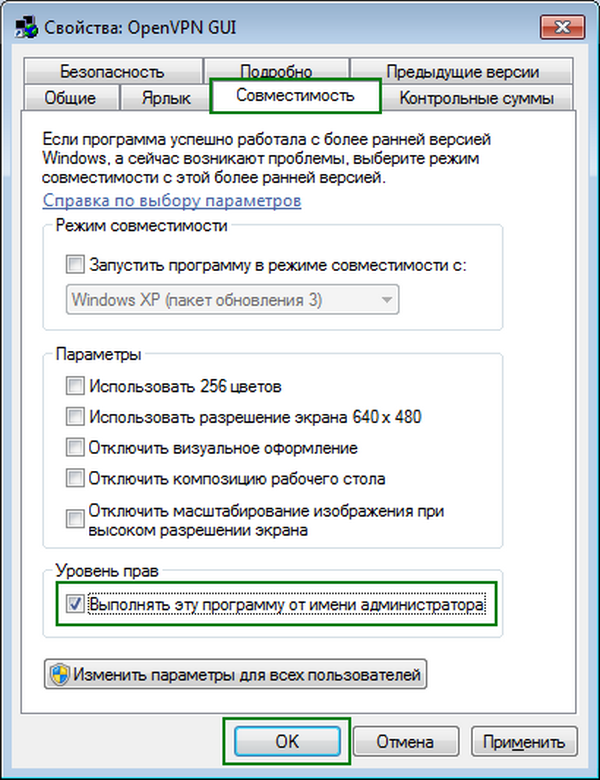 Свойства: OpenVPN GUI
Безопасность Подробно Предыдущие версии
Общие Ярлык Совместимость Контрольные суммы
Если программа успешно работала с более ранней версией
Windows, а сейчас возникают проблемы, выберите режим
совместимости с этой более ранней версией.
Справка по выбору параметров
Режим совместимости
Запустить программу в режиме совместимости с:
Windows XP (пакет обновления 3)
Параметры
Использовать 256 цветов
Использовать разрешение экрана 640 x 480
Отключить визуальное оформление
Отключить композицию рабочего стола
Отключить масштабирование изображения при
высоком разрешении экрана
Уровень прав
Выполнять эту программу от имени администратора
Изменить параметры для всех пользователей
OK Отмена Применить